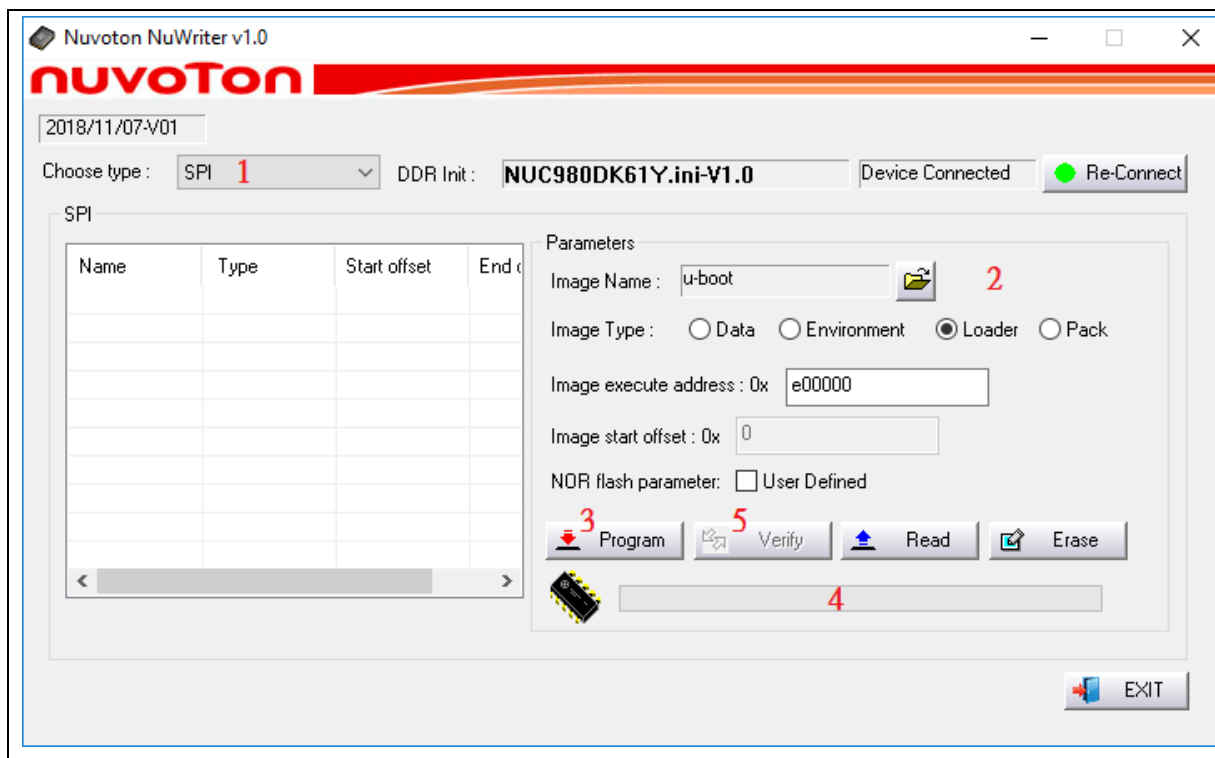 Nuvoton NuWriter v1.0
nuvoTon
2018/11/07-V01
Choose type : SPI 1 DDR Init : NUC980DK61Y.ini-V1.0 Device Connected Re-Connect
SPI
Name Type Start offset End
Parameters
Image Name : u-boot 2
Image Type : Data Environment Loader Pack
Image execute address : 0x e00000
Image start offset : 0x 0
NOR flash parameter: User Defined
3 Program 5 Verify Read Erase
4
EXIT